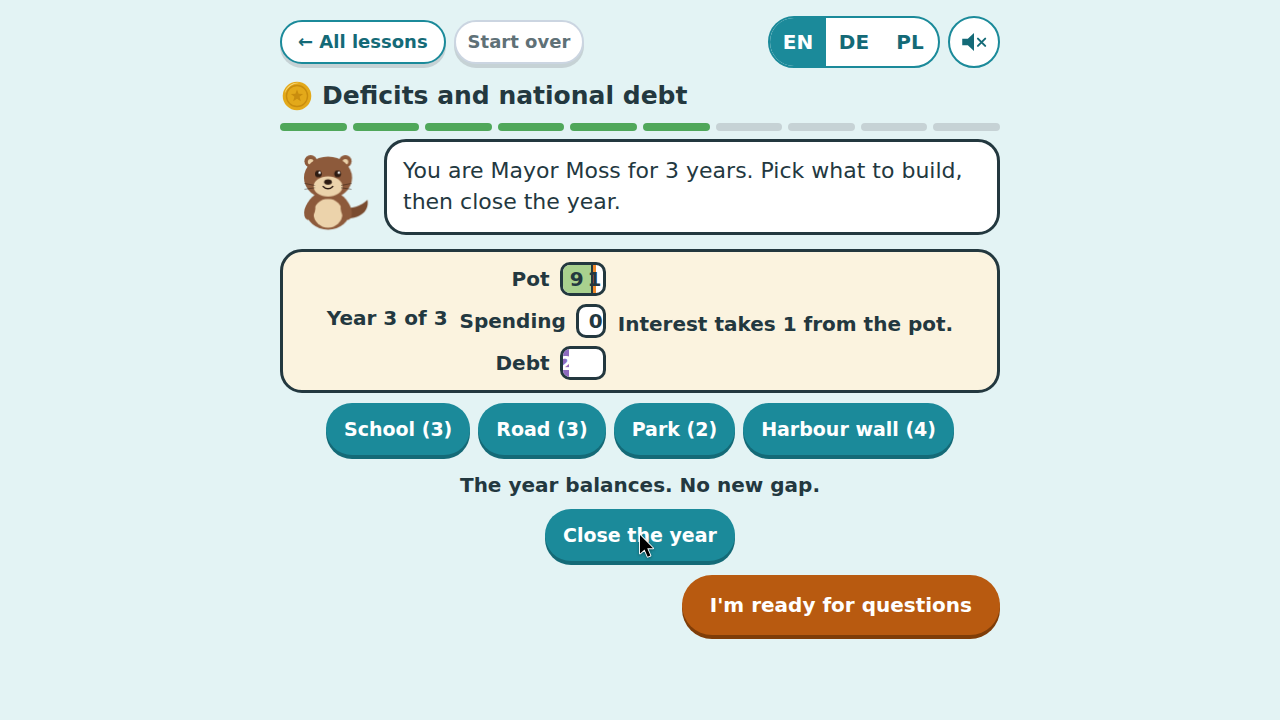 ← All lessons
Start over
EN
DE
PL
Deficits and national debt
You are Mayor Moss for 3 years. Pick what to build,
then close the year.
Year 3 of 3
Pot
9
1
Spending
0
Debt
2
Interest takes 1 from the pot.
School (3)
Road (3)
Park (2)
Harbour wall (4)
The year balances. No new gap.
Close the year
I'm ready for questions